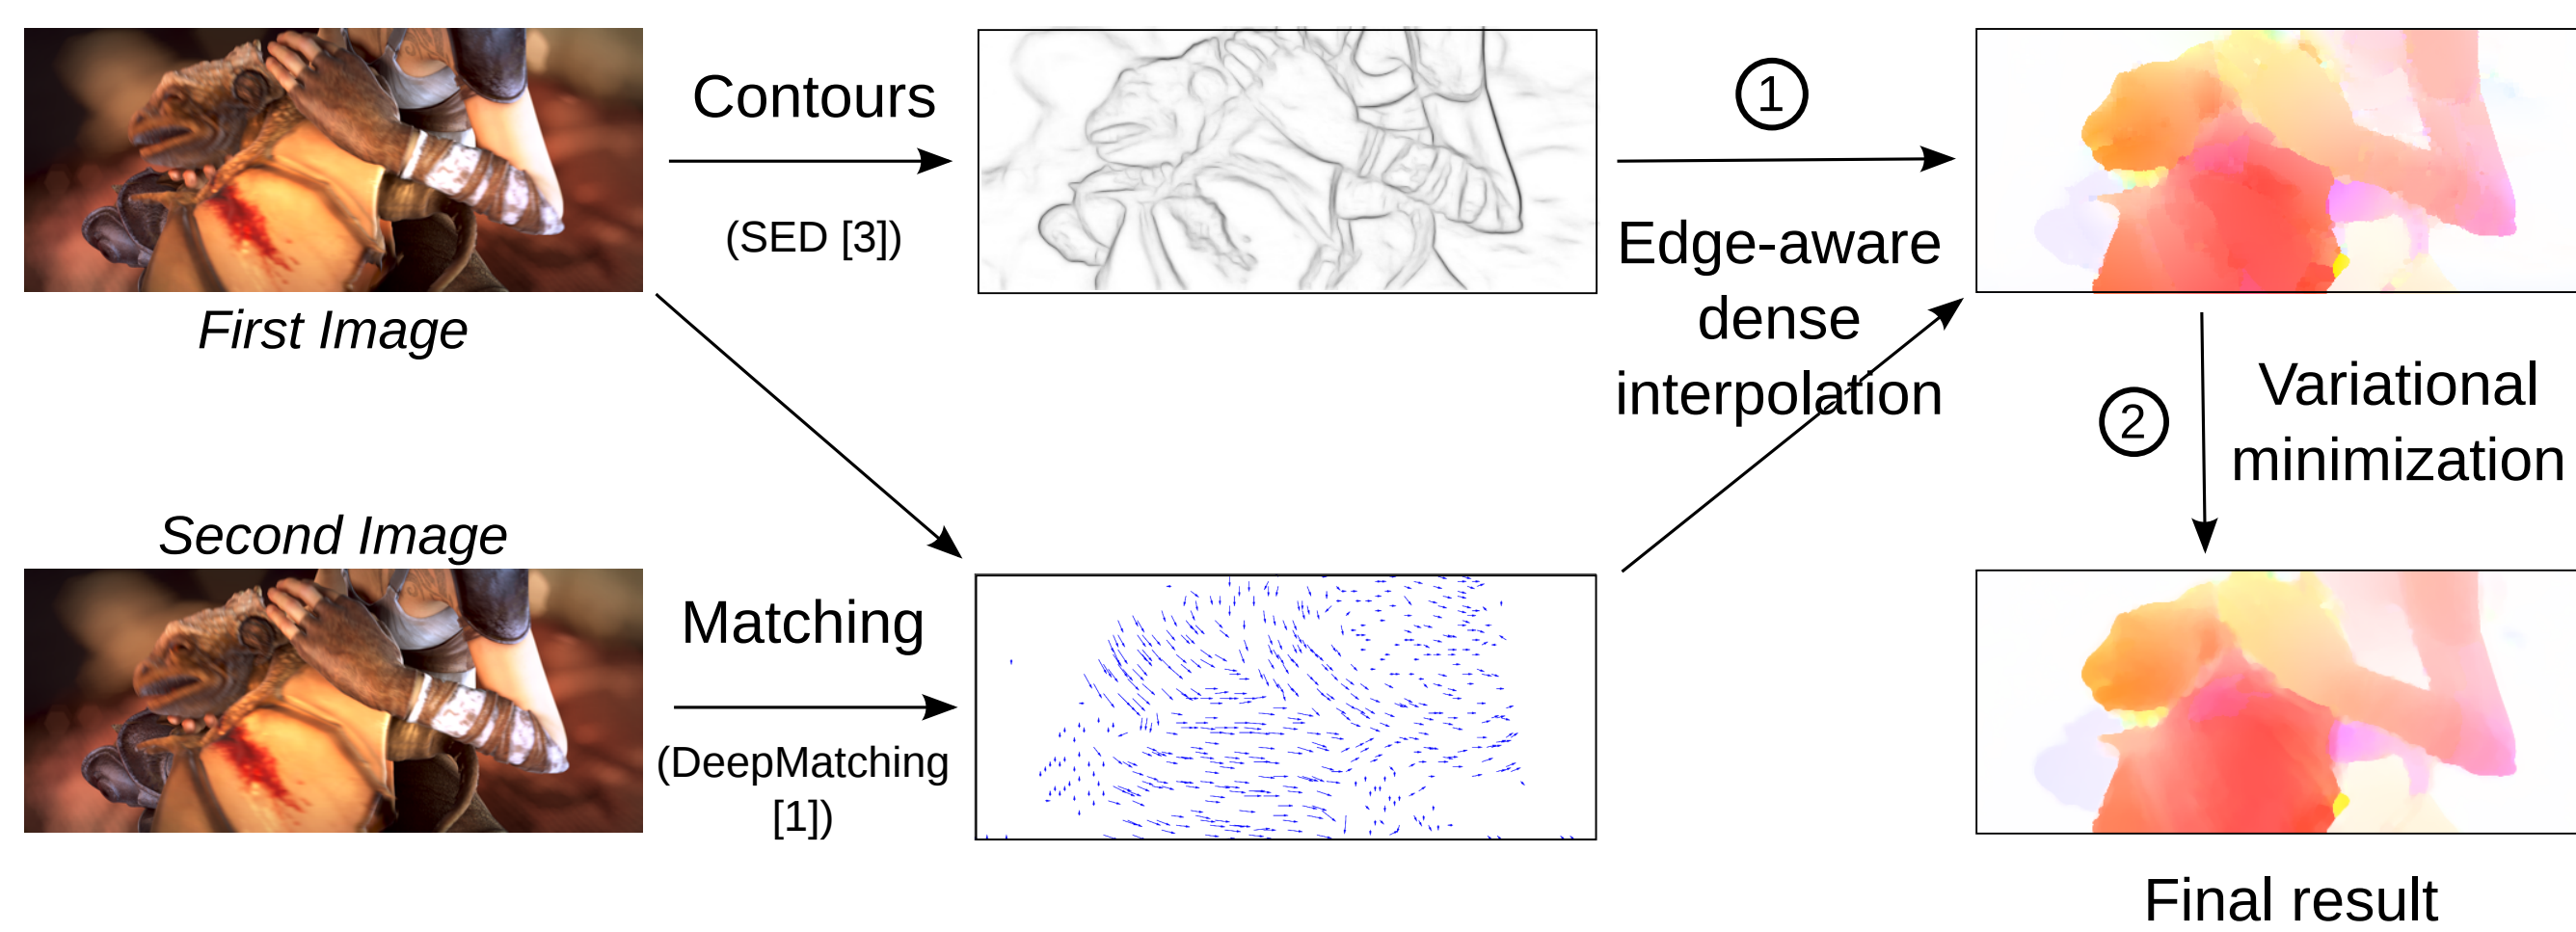 Contours
(SED [3])
First Image
1
Edge-aware
dense
interpolation
2
Variational
minimization
Second Image
Matching
(DeepMatching
[1])
Final result